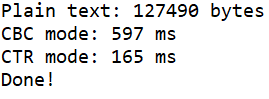 Plain text: 127490 bytes
CBC mode: 597 ms
CTR mode: 165 ms
Done!